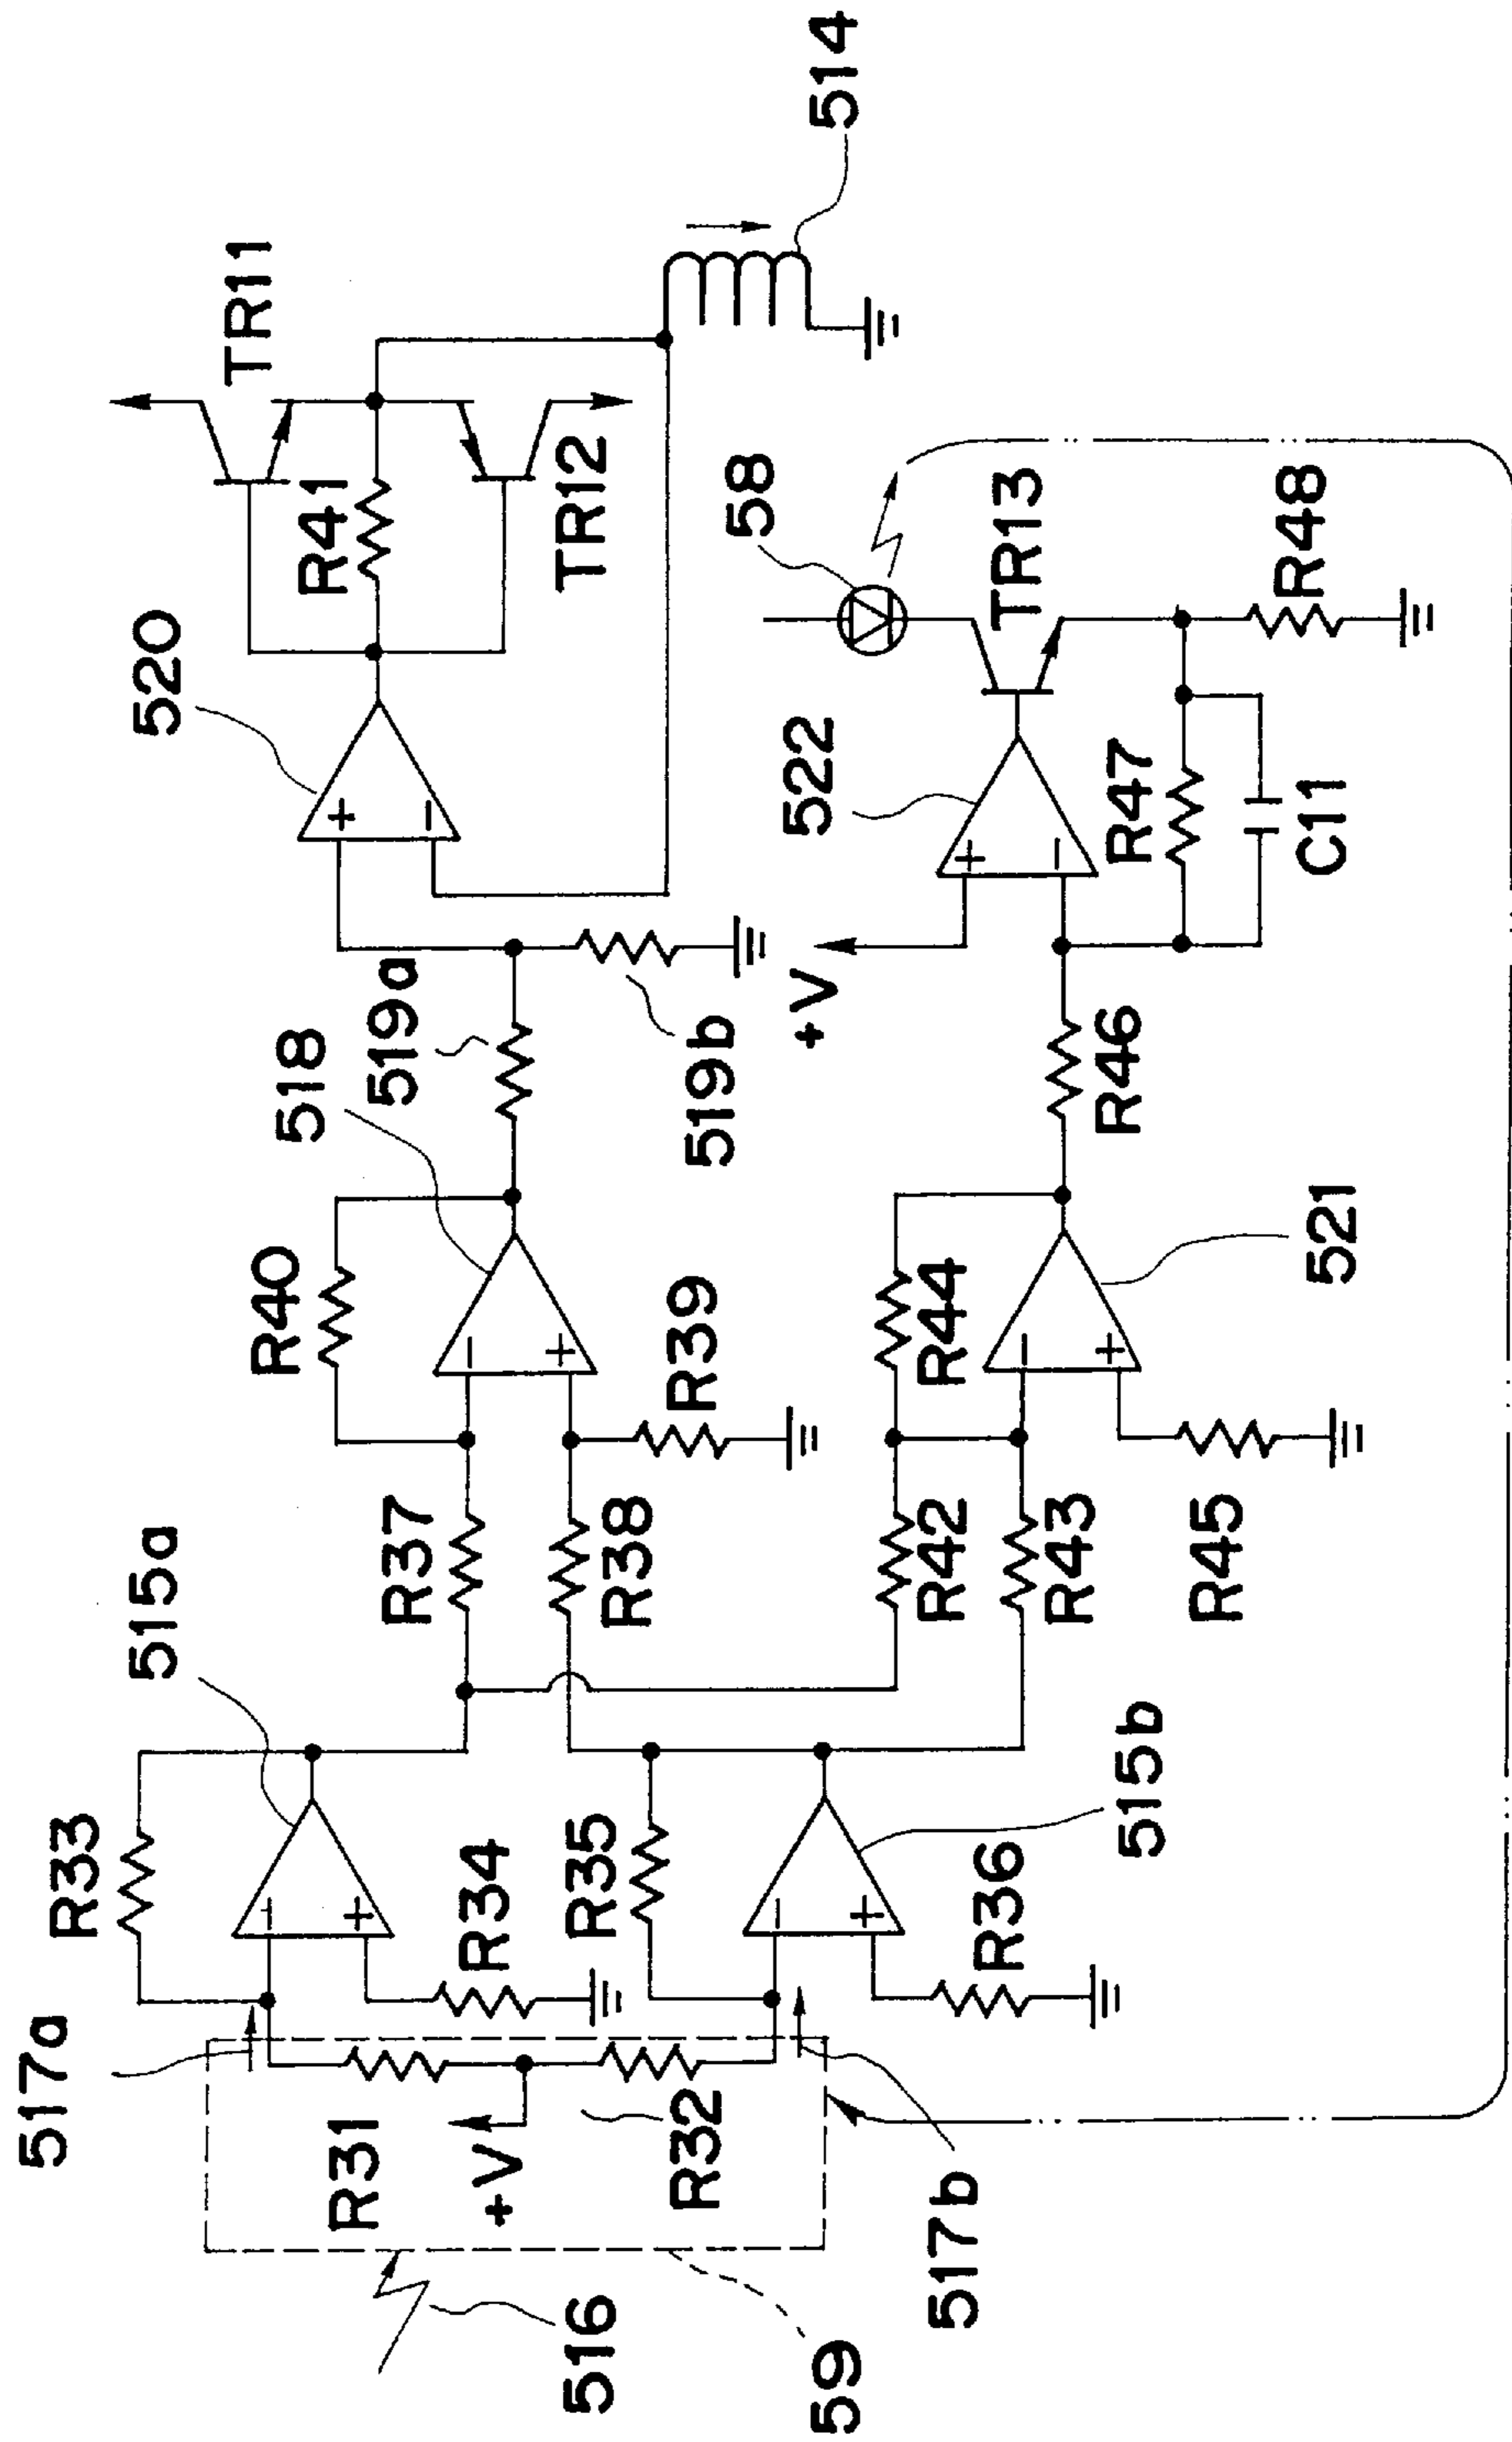 517a
R33
515a
R34
R31
+V
R32
516
59
517b
R35
R36
515b
R37
R38
R40
518
R39
519a
519b
520
R41
TR11
TR12
514
R42
R43
R44
R45
521
R46
+V
522
R47
C11
58
TR13
R48
−
+
−
+
−
+
−
+
+
−
+
−